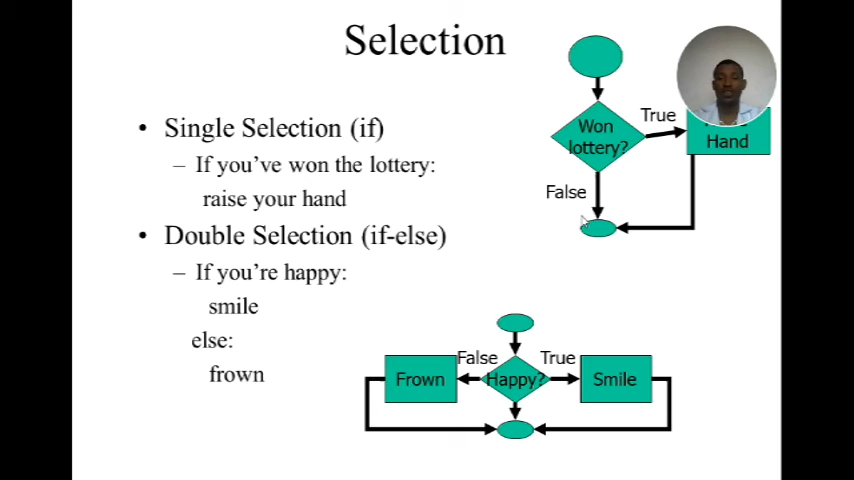 Selection
• Single Selection (if)
– If you've won the lottery:
raise your hand
• Double Selection (if-else)
– If you're happy:
smile
else:
frown
Won
lottery?
True
Hand
False
False
True
Frown
Happy?
Smile